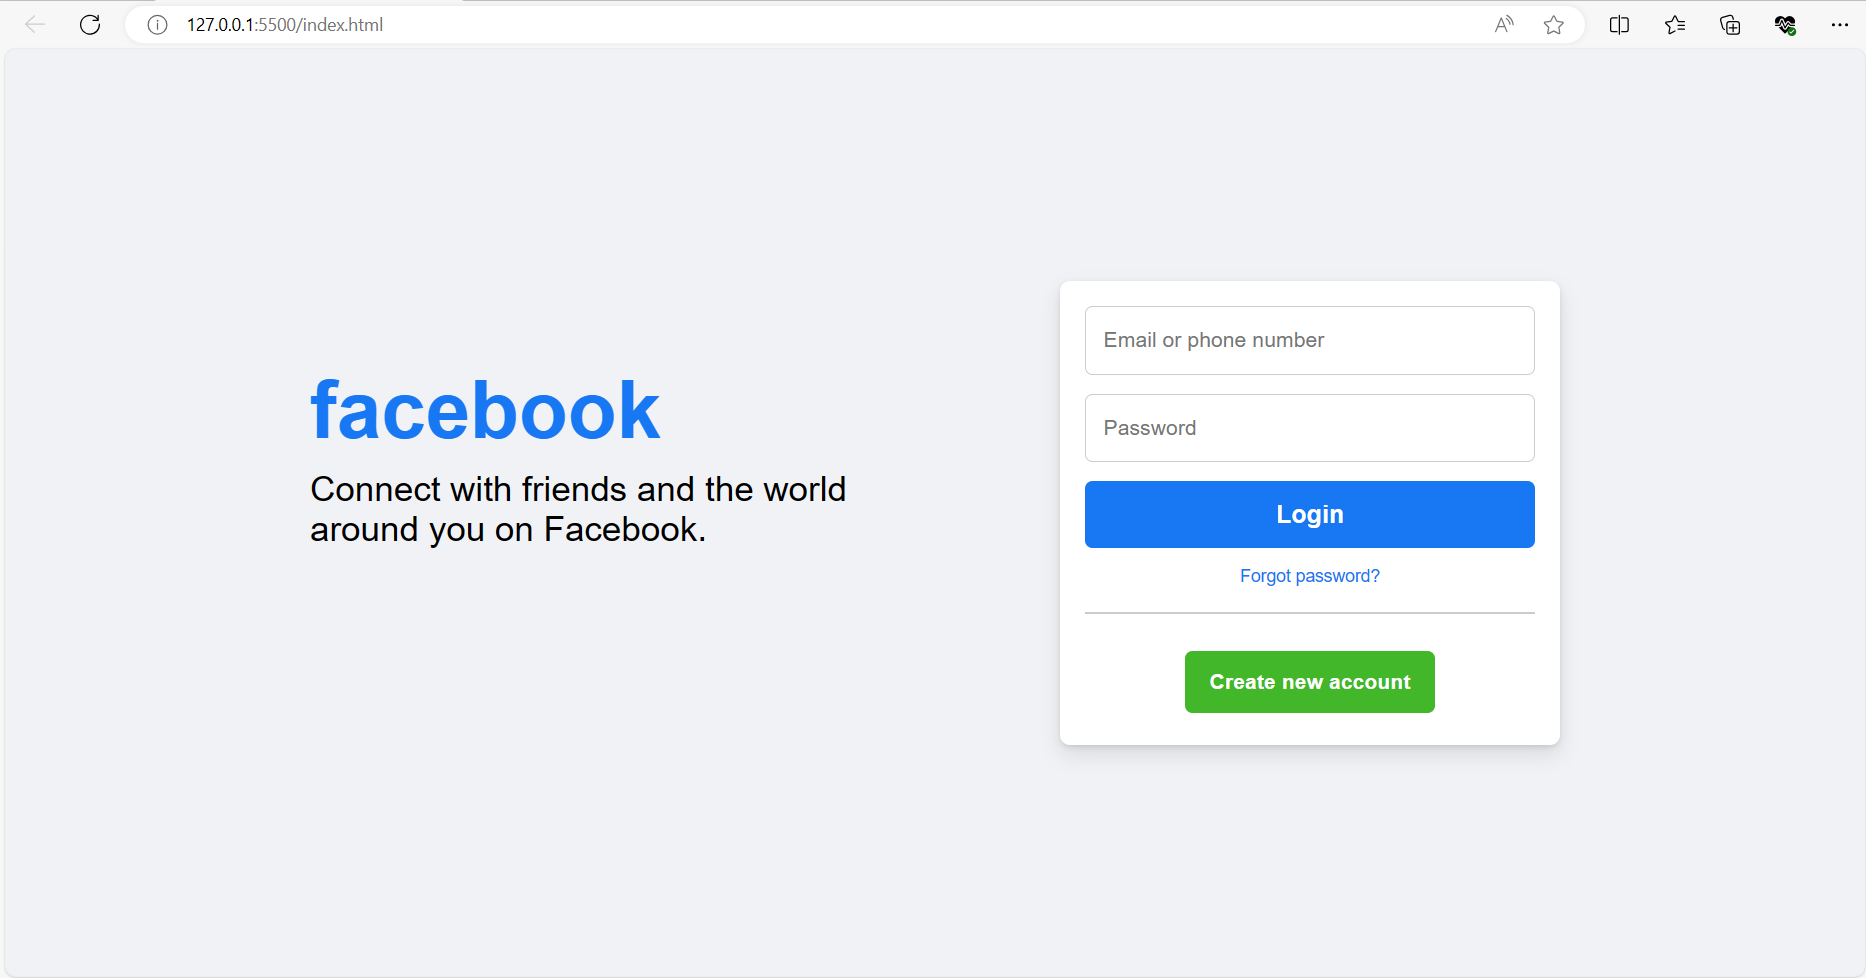 127.0.0.1:5500/index.html
facebook
Connect with friends and the world
around you on Facebook.
Email or phone number
Password
Login
Forgot password?
Create new account